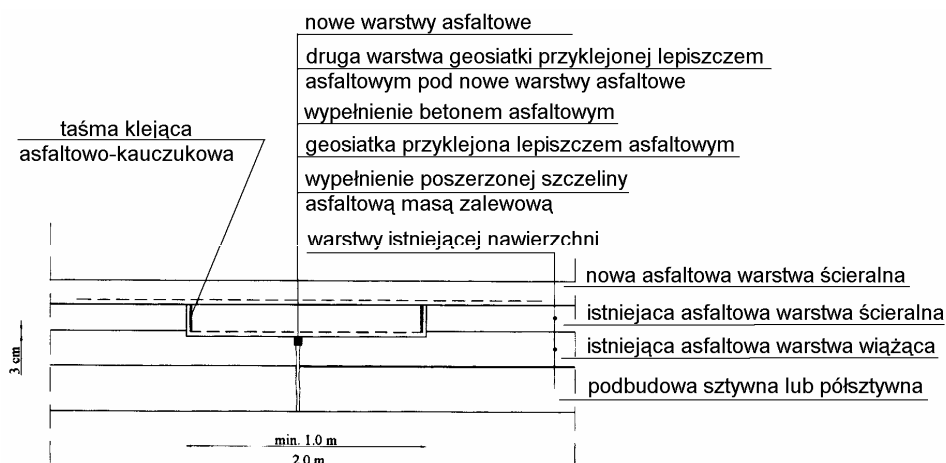 nowe warstwy asfaltowe
druga warstwa geosiatki przyklejonej lepiszczem
asfaltowym pod nowe warstwy asfaltowe
wypełnienie betonem asfaltowym
taśma klejąca
asfaltowo-kauczukowa
geosiatka przyklejona lepiszczem asfaltowym
wypełnienie poszerzonej szczeliny
asfaltową masą zalewową
warstwy istniejącej nawierzchni
nowa asfaltowa warstwa ścieralna
istniejaca asfaltowa warstwa ścieralna
istniejąca asfaltowa warstwa wiążąca
3 cm
podbudowa sztywna lub półsztywna
min. 1.0 m
2.0 m